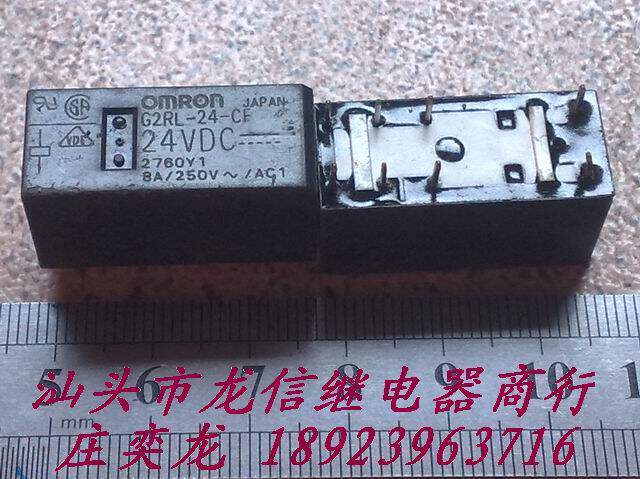 OMRON JAPAN
G2RL-24-CF
VDE 24VDC
2760Y1
8A/250V～/AC1
5 6 7 8 9 10
mm
汕头市龙信继电器商行
庄奕龙 18923963716